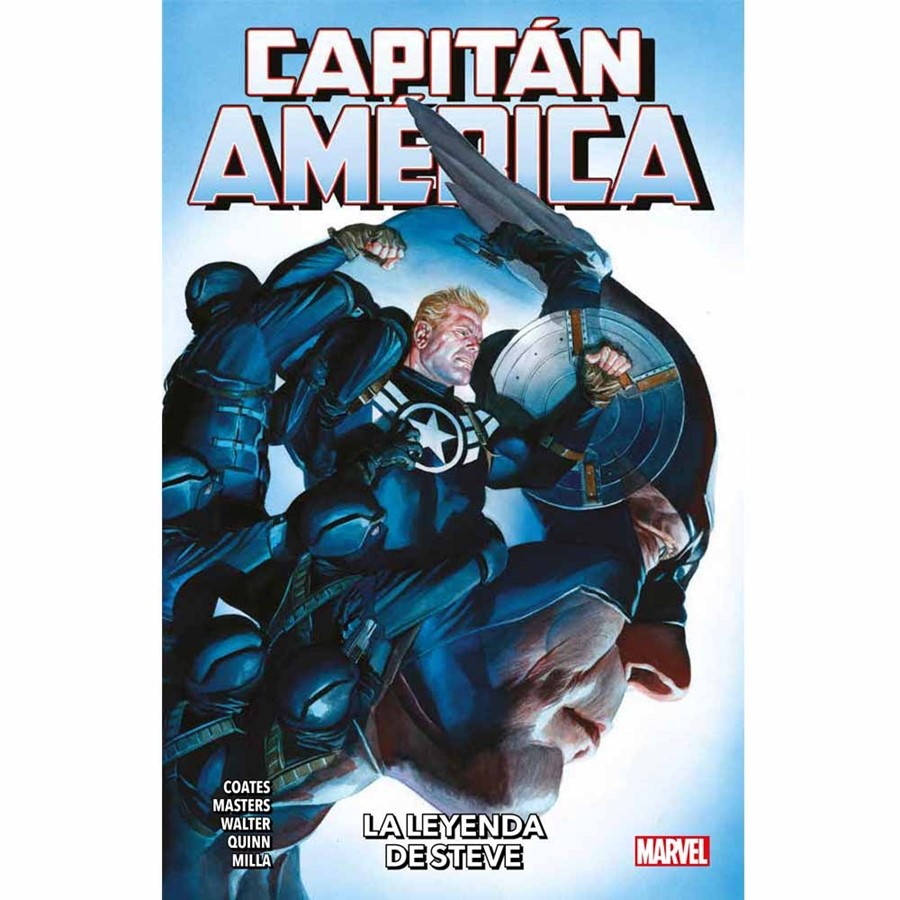 CAPITÁN
AMÉRICA
COATES
MASTERS
WALTER
QUINN
MILLA
LA LEYENDA
DE STEVE
MARVEL